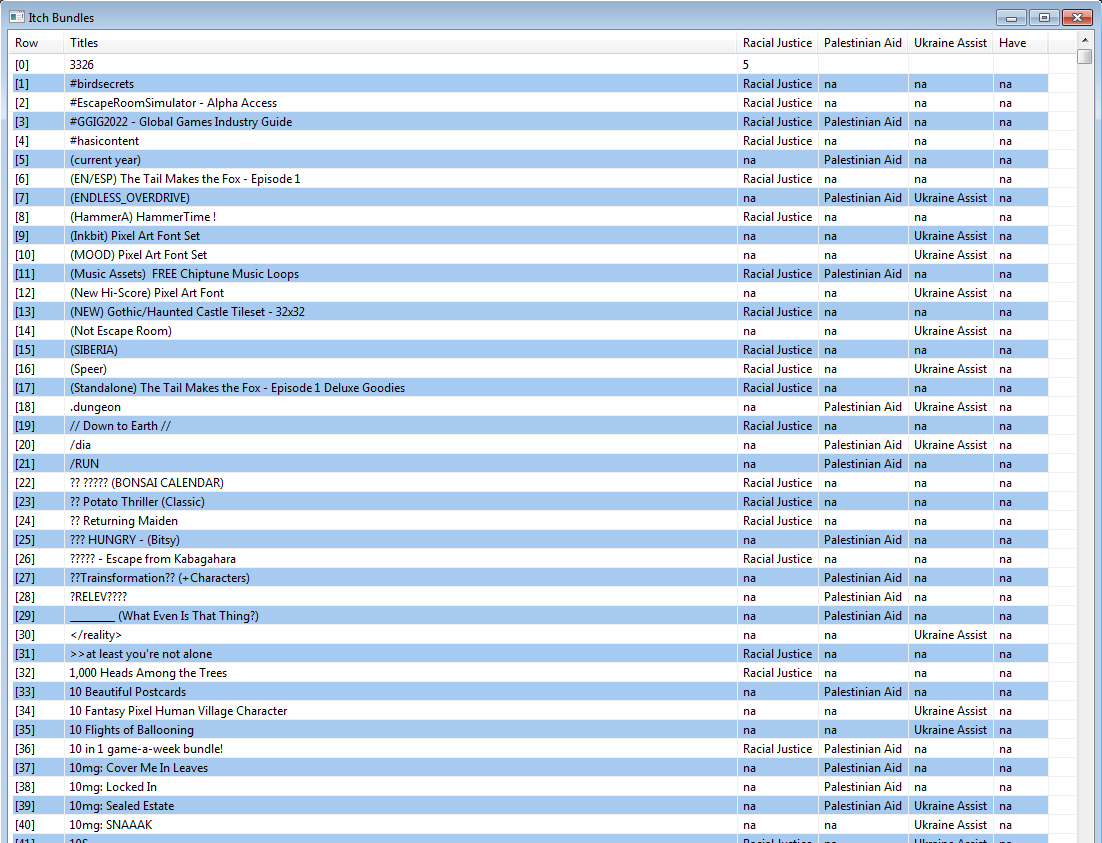 Itch Bundles
Row Titles Racial Justice Palestinian Aid Ukraine Assist Have
[0] 3326 5
[1] #birdsecrets Racial Justice na na na
[2] #EscapeRoomSimulator - Alpha Access Racial Justice na na na
[3] #GGIG2022 - Global Games Industry Guide Racial Justice Palestinian Aid na na
[4] #hasicontent Racial Justice na na na
[5] (current year) na Palestinian Aid na na
[6] (EN/ESP) The Tail Makes the Fox - Episode 1 Racial Justice na na na
[7] (ENDLESS_OVERDRIVE) na Palestinian Aid Ukraine Assist na
[8] (HammerA) HammerTime ! Racial Justice na na na
[9] (Inkbit) Pixel Art Font Set na na Ukraine Assist na
[10] (MOOD) Pixel Art Font Set na na Ukraine Assist na
[11] (Music Assets)  FREE Chiptune Music Loops Racial Justice Palestinian Aid na na
[12] (New Hi-Score) Pixel Art Font na na Ukraine Assist na
[13] (NEW) Gothic/Haunted Castle Tileset - 32x32 Racial Justice na na na
[14] (Not Escape Room) na na Ukraine Assist na
[15] (SIBERIA) Racial Justice na na na
[16] (Speer) na na Ukraine Assist na
[17] (Standalone) The Tail Makes the Fox - Episode 1 Deluxe Goodies Racial Justice na na na
[18] .dungeon na Palestinian Aid Ukraine Assist na
[19] // Down to Earth // Racial Justice na na na
[20] /dia na Palestinian Aid Ukraine Assist na
[21] /RUN na Palestinian Aid na na
[22] ?? ????? (BONSAI CALENDAR) Racial Justice na na na
[23] ?? Potato Thriller (Classic) Racial Justice na na na
[24] ?? Returning Maiden Racial Justice na na na
[25] ??? HUNGRY - (Bitsy) na Palestinian Aid na na
[26] ????? - Escape from Kabagahara Racial Justice na na na
[27] ??Trainsformation?? (+Characters) na Palestinian Aid na na
[28] ?RELEV???? na Palestinian Aid na na
[29] ________ (What Even Is That Thing?) na Palestinian Aid na na
[30] </reality> na na Ukraine Assist na
[31] >>at least you're not alone Racial Justice na na na
[32] 1,000 Heads Among the Trees Racial Justice na na na
[33] 10 Beautiful Postcards na Palestinian Aid na na
[34] 10 Fantasy Pixel Human Village Character na na Ukraine Assist na
[35] 10 Flights of Ballooning na na Ukraine Assist na
[36] 10 in 1 game-a-week bundle! Racial Justice Palestinian Aid na na
[37] 10mg: Cover Me In Leaves na Palestinian Aid na na
[38] 10mg: Locked In na Palestinian Aid na na
[39] 10mg: Sealed Estate na Palestinian Aid Ukraine Assist na
[40] 10mg: SNAAAK na na Ukraine Assist na